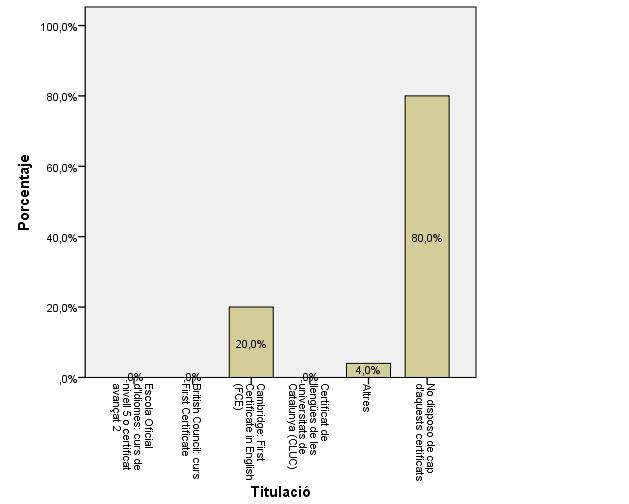 100,0%
80,0%
60,0%
40,0%
20,0%
,0%
Porcentaje
,0%
,0%
20,0%
,0%
4,0%
80,0%
Escola Oficial
d'Idiomes: curs de
nivell 5 o certificat
avançat 2
British Council: curs
First Certificate
Cambridge: First
Certificate in English
(FCE)
Certificat de
llengües de les
universitats de
Catalunya (CLUC)
Altres
No disposo de cap
d'aquests certificats
Titulació